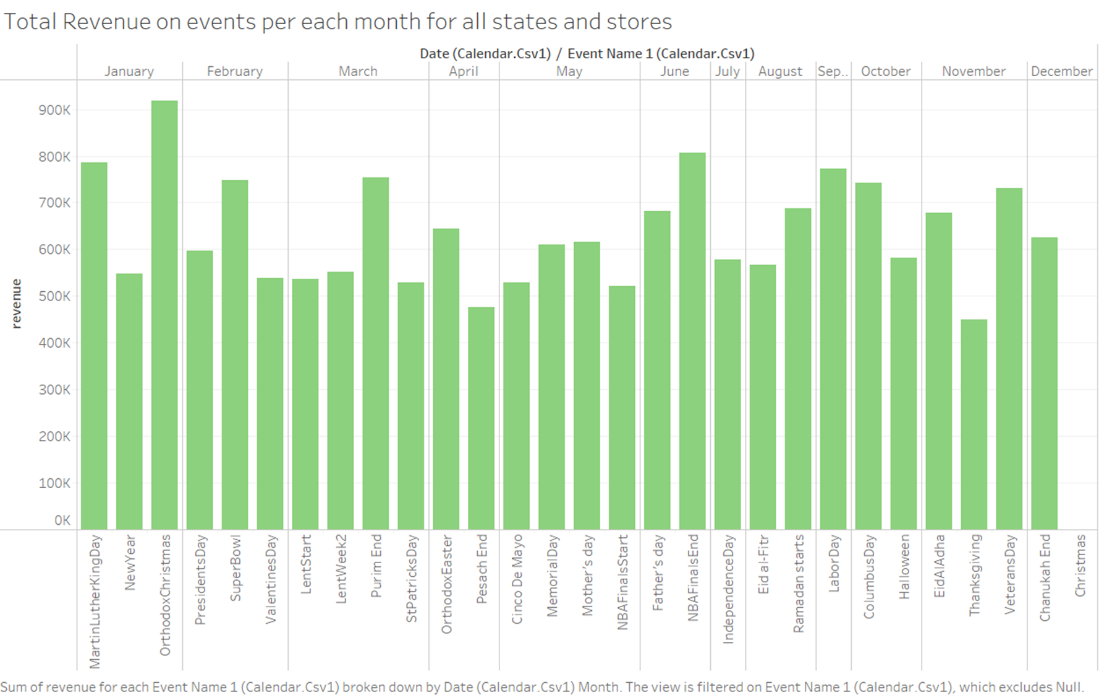 Total Revenue on events per each month for all states and stores
Date (Calendar.Csv1) / Event Name 1 (Calendar.Csv1)
January February March April May June July August Sep.. October November December
900K
800K
700K
600K
500K
400K
300K
200K
100K
0K
revenue
MartinLutherKingDay
NewYear
OrthodoxChristmas
PresidentsDay
SuperBowl
ValentinesDay
LentStart
LentWeek2
Purim End
StPatricksDay
OrthodoxEaster
Pesach End
Cinco De Mayo
MemorialDay
Mother's day
NBAFinalsStart
Father's day
NBAFinalsEnd
IndependenceDay
Eid al-Fitr
Ramadan starts
LaborDay
ColumbusDay
Halloween
EidAlAdha
Thanksgiving
VeteransDay
Chanukah End
Christmas
Sum of revenue for each Event Name 1 (Calendar.Csv1) broken down by Date (Calendar.Csv1) Month. The view is filtered on Event Name 1 (Calendar.Csv1), which excludes Null.